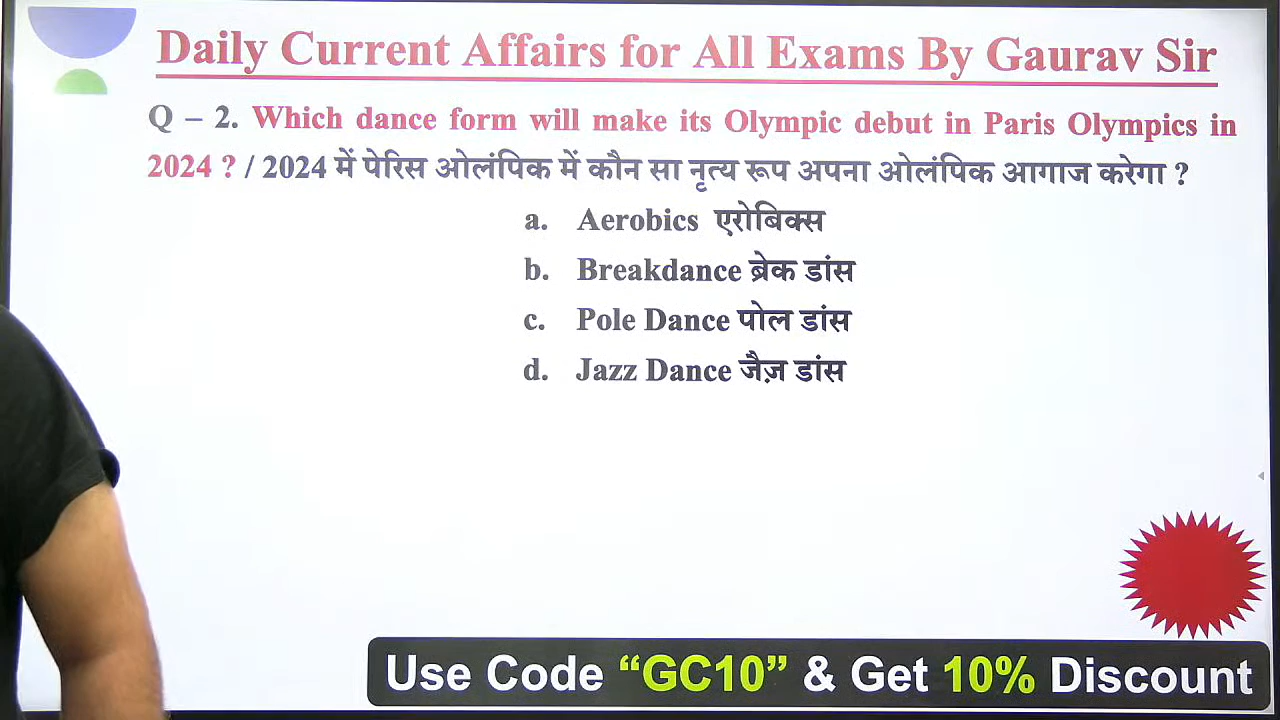 Daily Current Affairs for All Exams By Gaurav Sir
Q – 2. Which dance form will make its Olympic debut in Paris Olympics in
2024 ? / 2024 में पेरिस ओलंपिक में कौन सा नृत्य रूप अपना ओलंपिक आगाज करेगा ?
a. Aerobics एरोबिक्स
b. Breakdance ब्रेक डांस
c. Pole Dance पोल डांस
d. Jazz Dance जैज़ डांस
Use Code “GC10” & Get 10% Discount